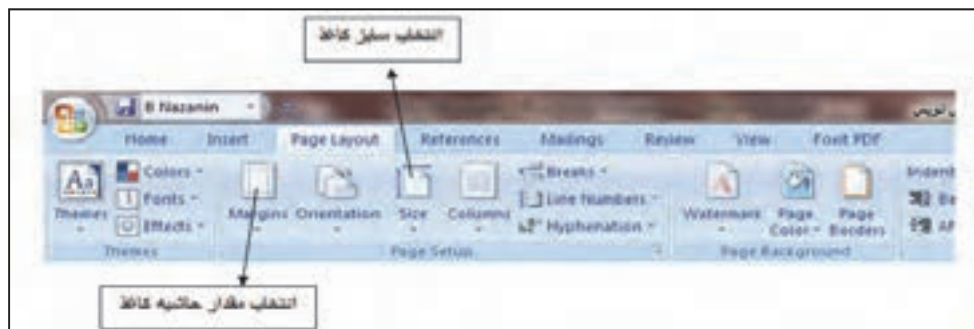 انتخاب سایز کاغذ
B Nazanin
Home Insert Page Layout References Mailings Review View Font PDF
Themes Colors Fonts Effects
Margins Orientation Size Columns
Breaks Line Numbers Hyphenation
Watermark Page Color Page Borders
Themes Page Setup Page Background
انتخاب مقدار حاشیه کاغذ